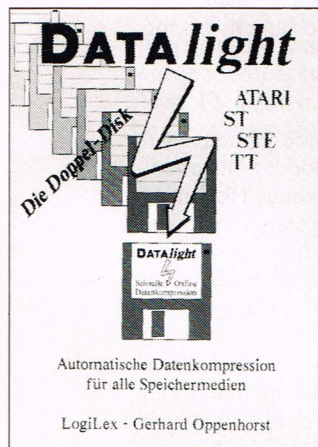 DATAlight
ATARI
ST
STE
TT
Die Doppel-Disk
DATAlight
Schnelle Online
Datenkompression
Automatische Datenkompression
für alle Speichermedien
LogiLex - Gerhard Oppenhorst